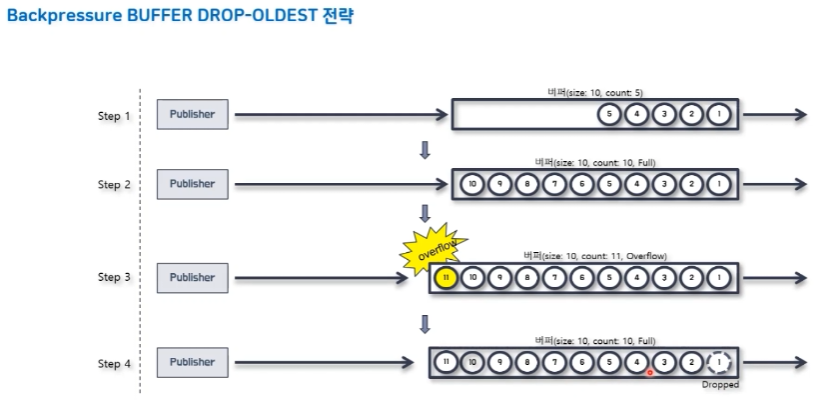 Backpressure BUFFER DROP-OLDEST 전략
버퍼(size: 10, count: 5)
Step 1 Publisher 5 4 3 2 1
버퍼(size: 10, count: 10, Full)
Step 2 Publisher 10 9 8 7 6 5 4 3 2 1
overflow
버퍼(size: 10, count: 11, Overflow)
Step 3 Publisher 11 10 9 8 7 6 5 4 3 2 1
버퍼(size: 10, count: 10, Full)
Step 4 Publisher 11 10 9 8 7 6 5 4 3 2 1
Dropped